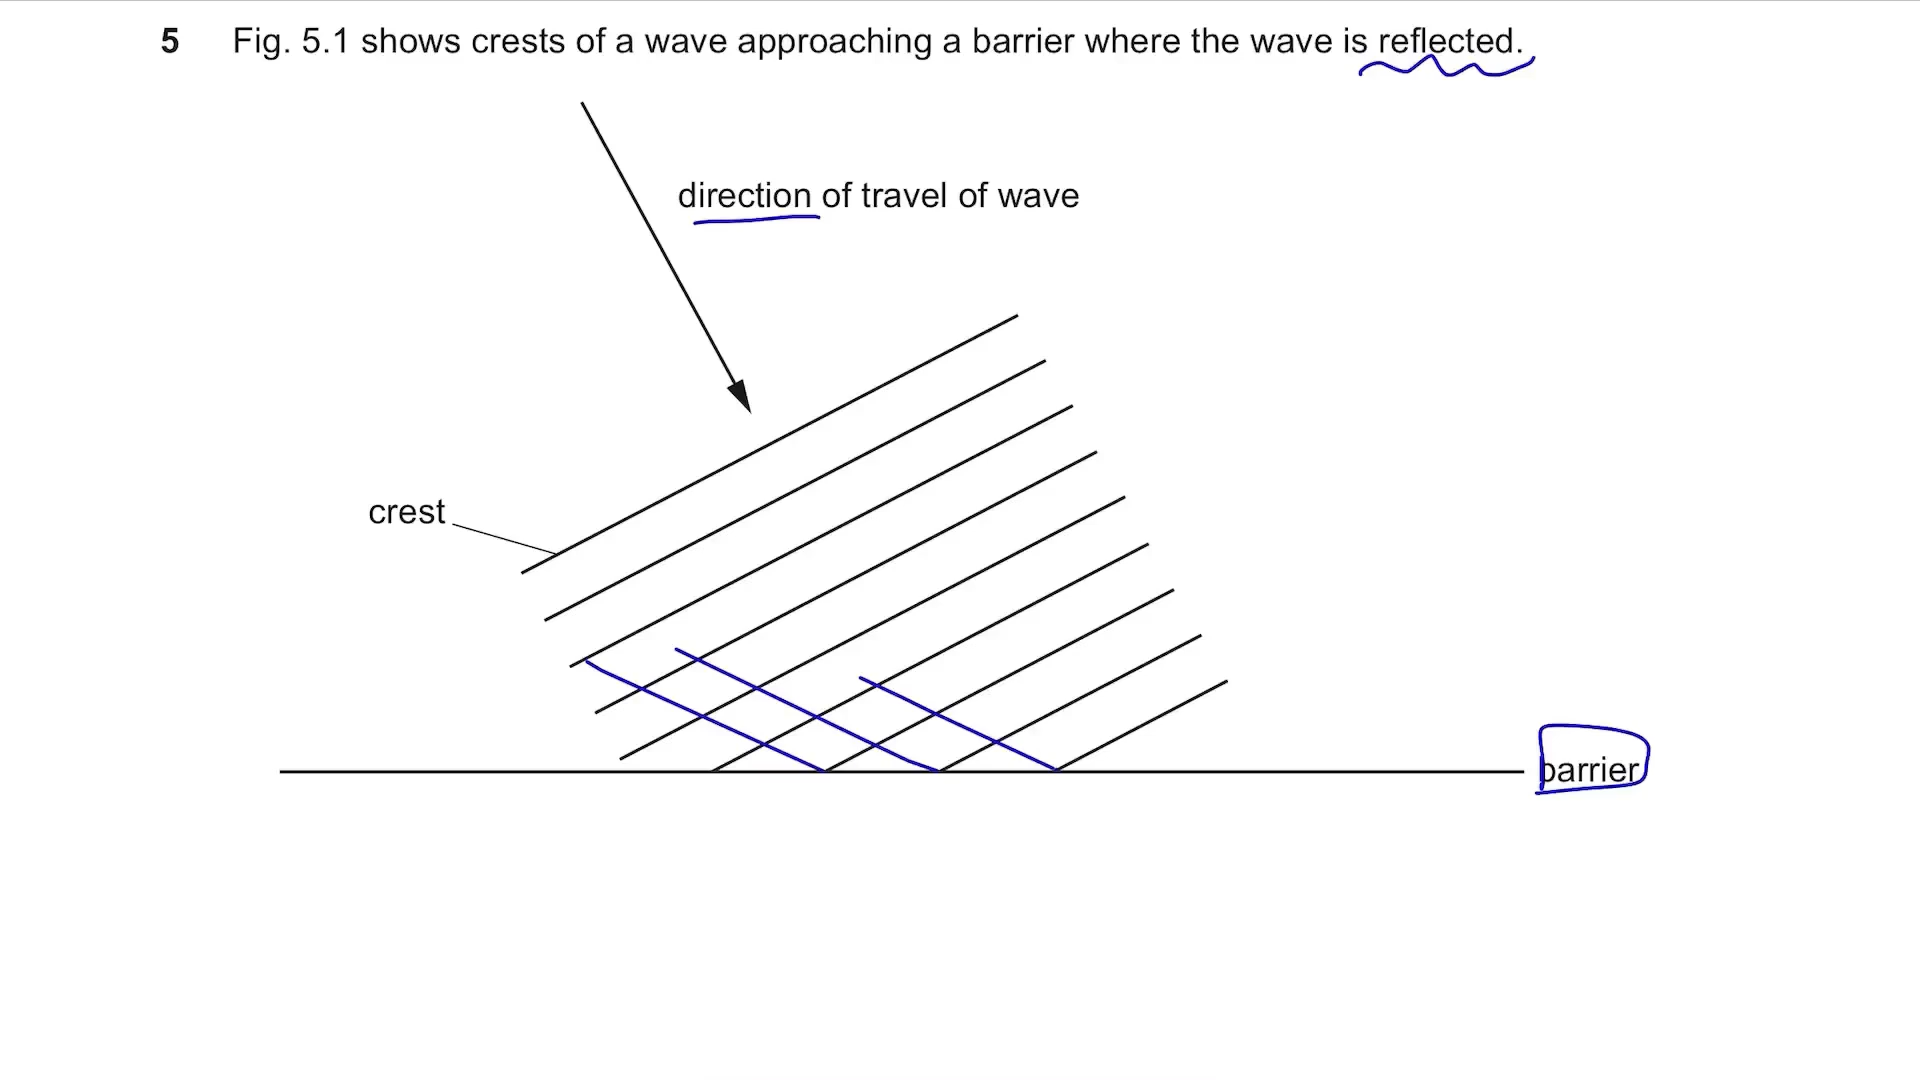 5 Fig. 5.1 shows crests of a wave approaching a barrier where the wave is reflected.
direction of travel of wave
crest
barrier